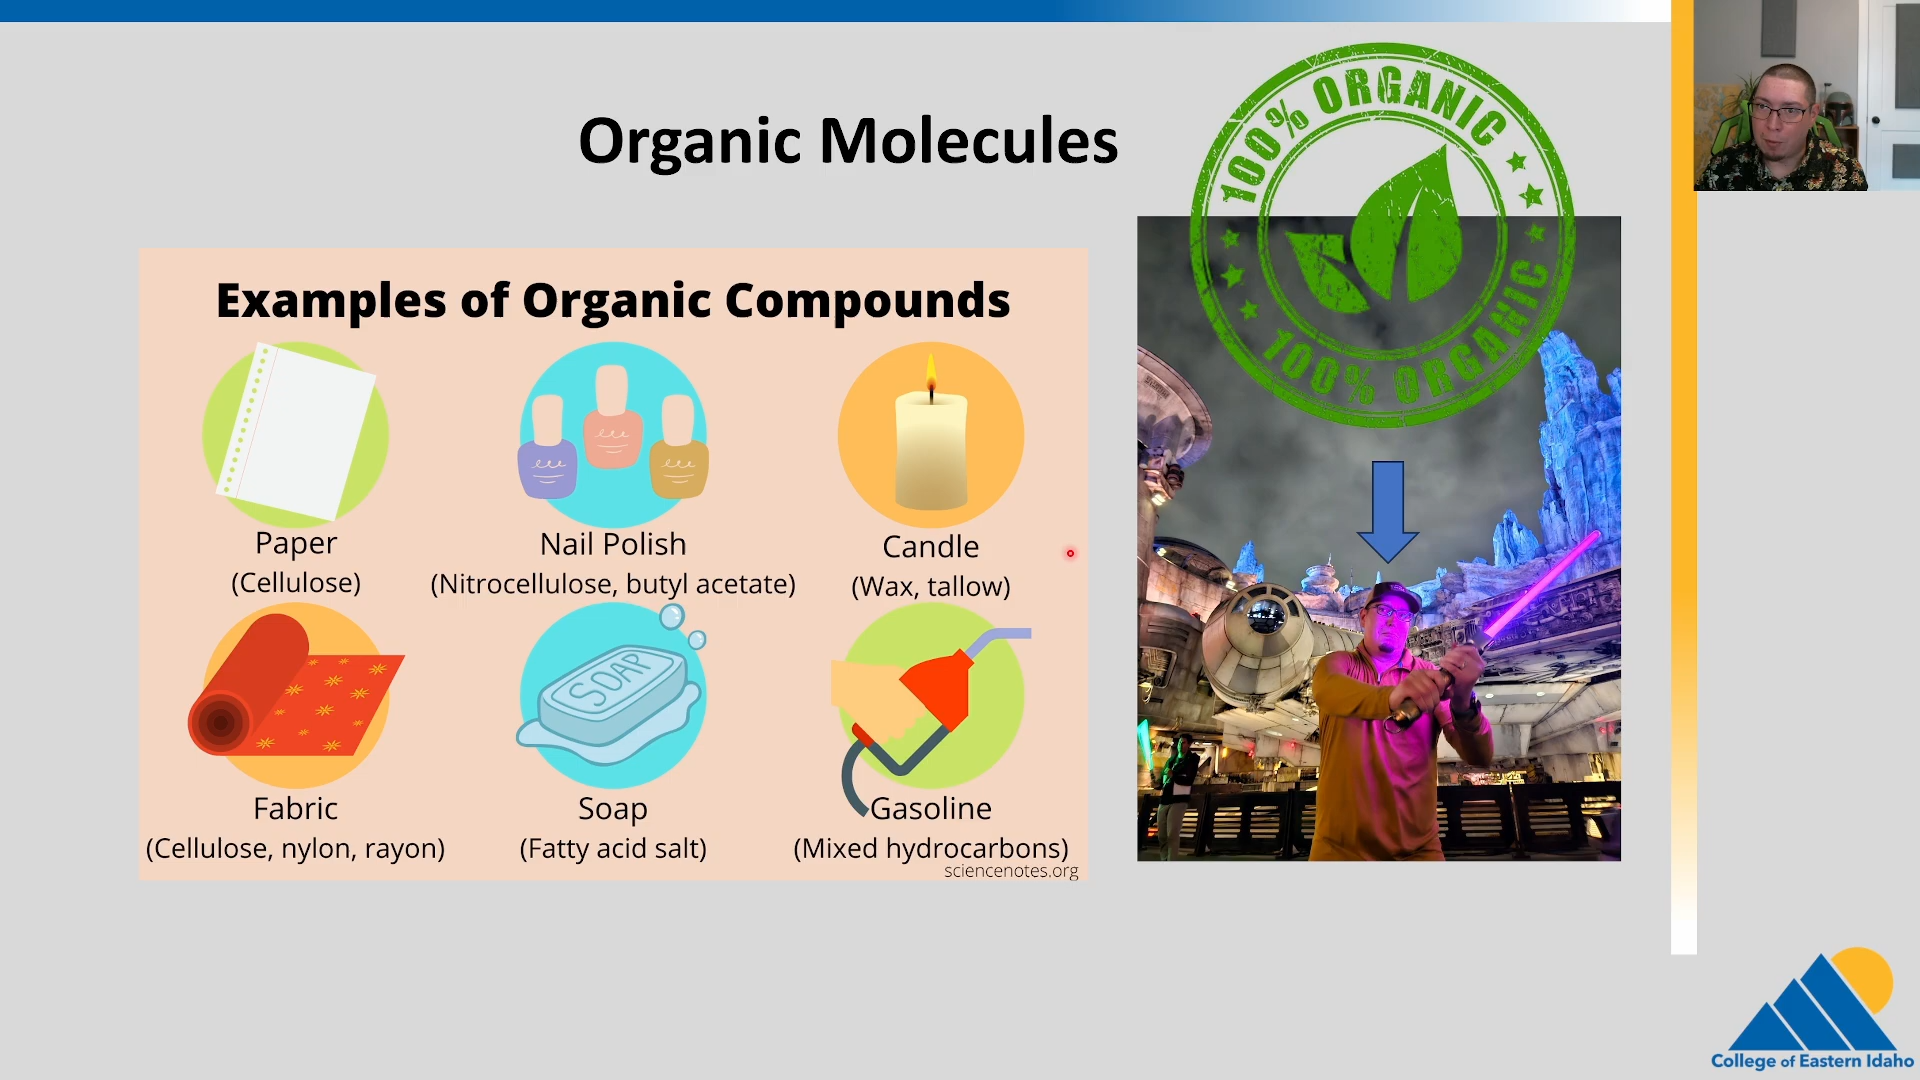 Organic Molecules
100% ORGANIC
100% ORGANIC
Examples of Organic Compounds
Paper
(Cellulose)
Nail Polish
(Nitrocellulose, butyl acetate)
Candle
(Wax, tallow)
SOAP
Fabric
(Cellulose, nylon, rayon)
Soap
(Fatty acid salt)
Gasoline
(Mixed hydrocarbons)
sciencenotes.org
College of Eastern Idaho